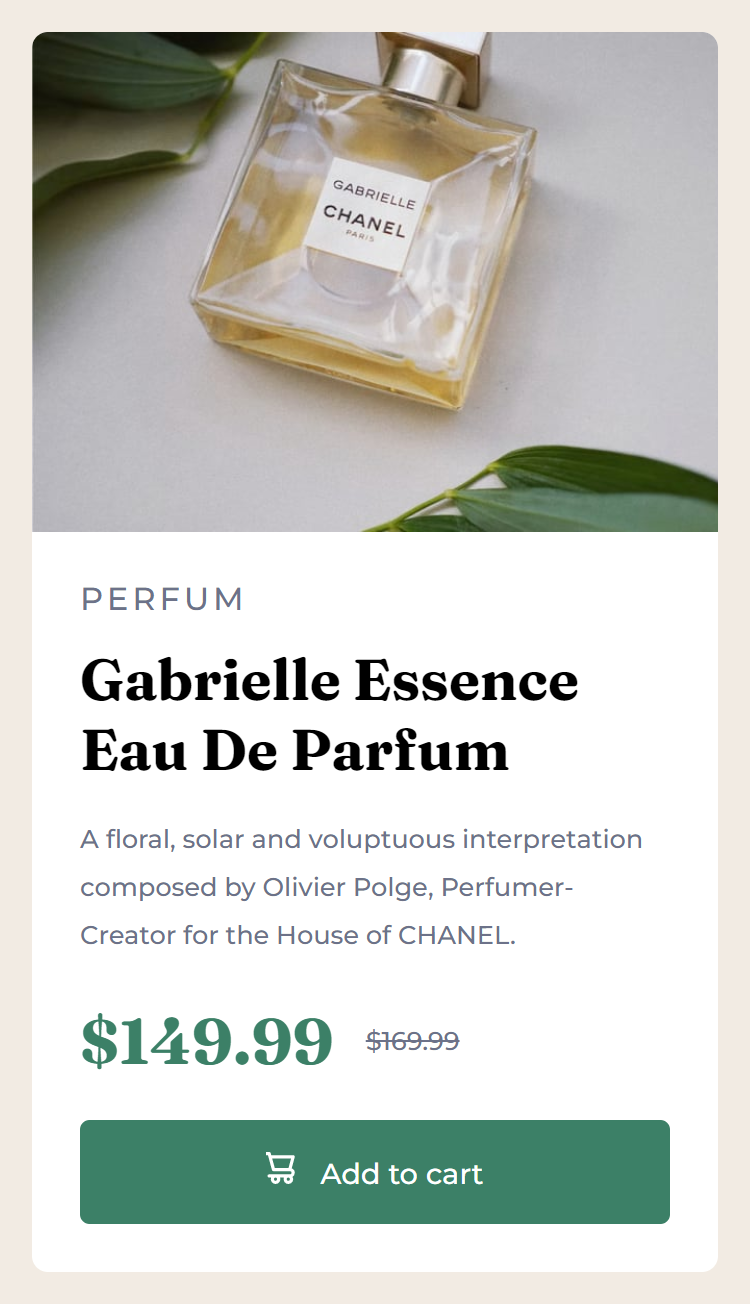 GABRIELLE
CHANEL
PARIS
PERFUM
Gabrielle Essence
Eau De Parfum
A floral, solar and voluptuous interpretation
composed by Olivier Polge, Perfumer-
Creator for the House of CHANEL.
$149.99 $169.99
Add to cart